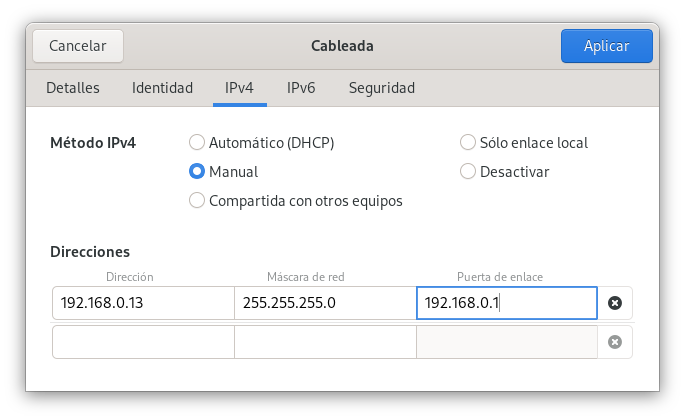 Cancelar Cableada Aplicar
Detalles Identidad IPv4 IPv6 Seguridad
Método IPv4 Automático (DHCP) Sólo enlace local
Manual Desactivar
Compartida con otros equipos
Direcciones
Dirección Máscara de red Puerta de enlace
192.168.0.13 255.255.255.0 192.168.0.1